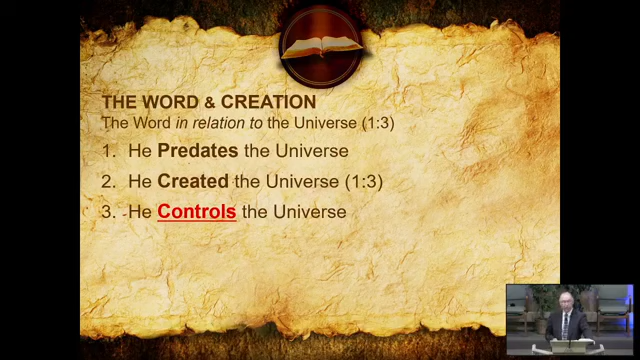 THE WORD & CREATION
The Word in relation to the Universe (1:3)
1. He Predates the Universe
2. He Created the Universe (1:3)
3. He Controls the Universe